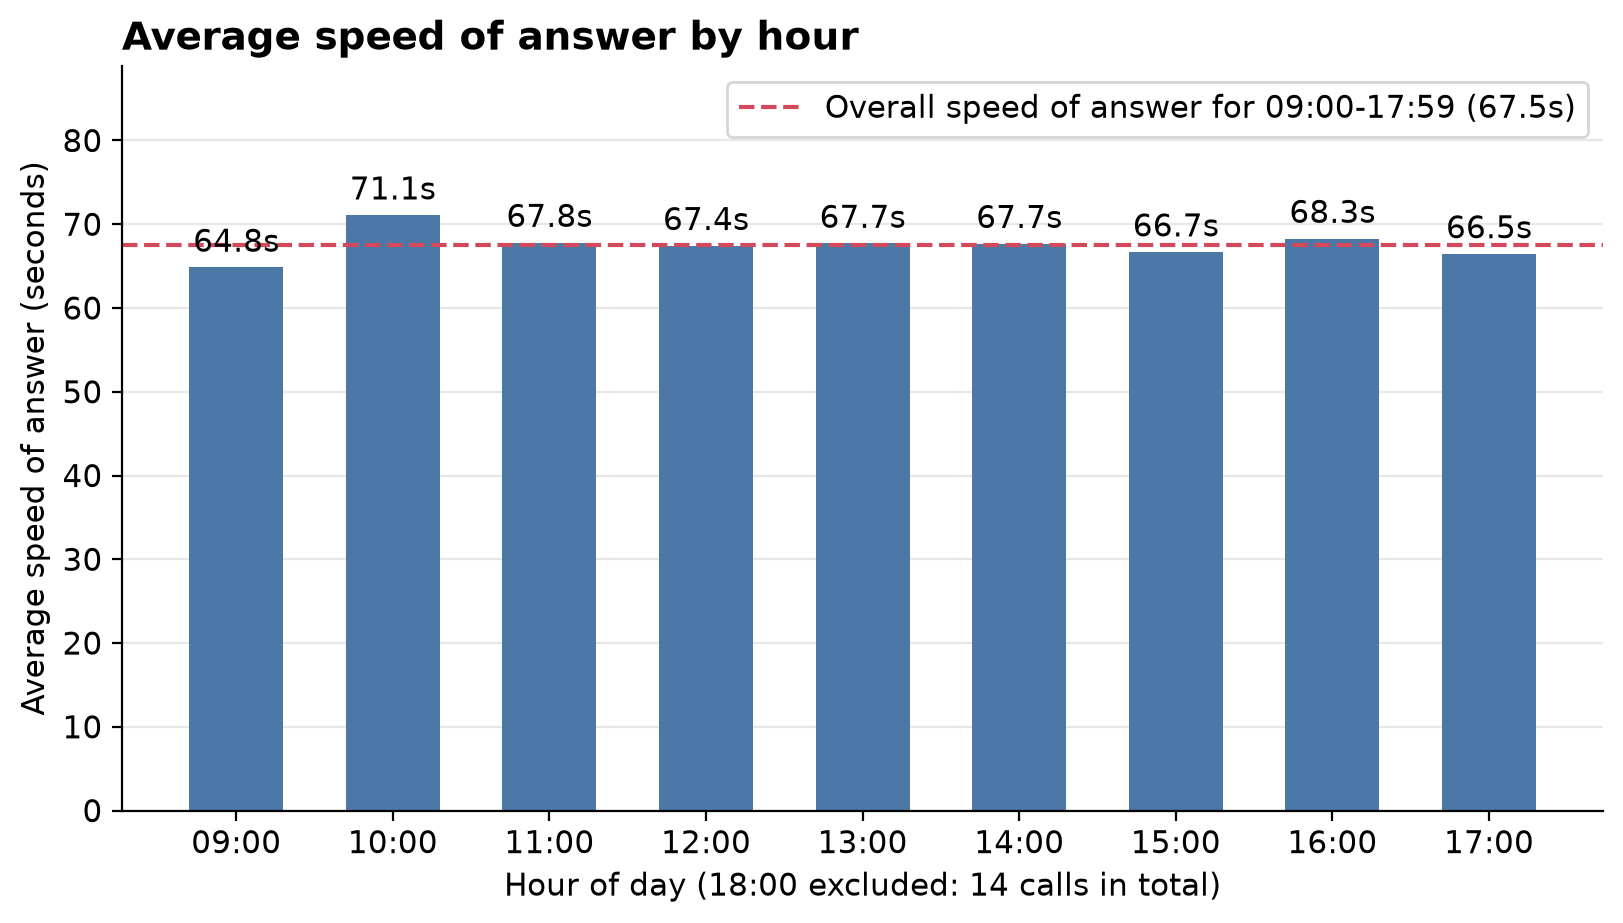 Average speed of answer by hour
Overall speed of answer for 09:00-17:59 (67.5s)
Average speed of answer (seconds)
80
70
60
50
40
30
20
10
0
64.8s
71.1s
67.8s
67.4s
67.7s
67.7s
66.7s
68.3s
66.5s
09:00 10:00 11:00 12:00 13:00 14:00 15:00 16:00 17:00
Hour of day (18:00 excluded: 14 calls in total)